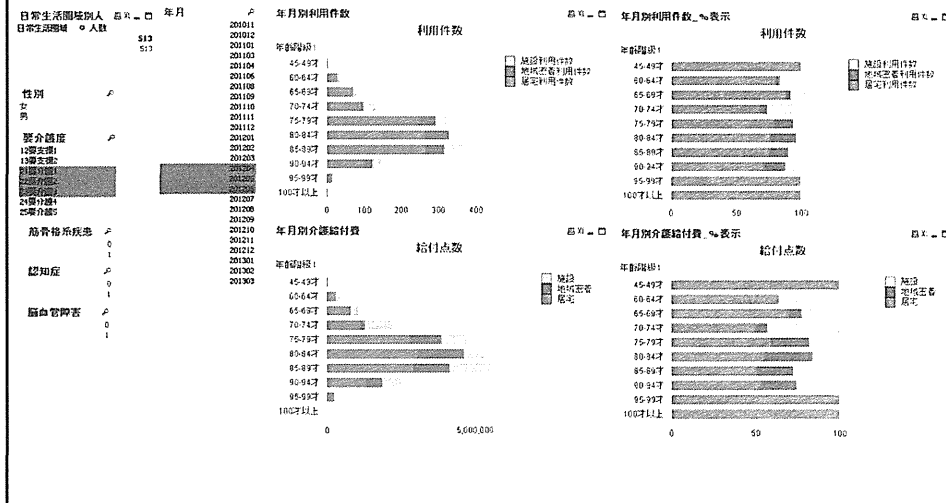 日常生活圏域別人
日常生活圏域 人数
513
513
性別
女
男
要介護度
12要支援1
13要支援2
21要介護1
22要介護2
23要介護3
24要介護4
25要介護5
筋骨格系疾患
0
1
認知症
0
1
脳血管障害
0
1
年月
201011
201012
201101
201103
201104
201106
201108
201109
201110
201111
201112
201201
201202
201203
201204
201205
201206
201207
201208
201209
201210
201211
201212
201301
201302
201303
年月別利用件数
利用件数
年齢階級1
45-49才
60-64才
65-69才
70-74才
75-79才
80-84才
85-89才
90-94才
95-99才
100才以上
0 100 200 300 400
施設利用件数
地域密着利用件数
居宅利用件数
年月別利用件数_%表示
利用件数
年齢階級1
45-49才
60-64才
65-69才
70-74才
75-79才
80-84才
85-89才
90-94才
95-99才
100才以上
0 50 100
施設利用件数
地域密着利用件数
居宅利用件数
年月別介護給付費
給付点数
年齢階級1
45-49才
60-64才
65-69才
70-74才
75-79才
80-84才
85-89才
90-94才
95-99才
100才以上
0 5,000,000
施設
地域密着
居宅
年月別介護給付費_%表示
給付点数
年齢階級1
45-49才
60-64才
65-69才
70-74才
75-79才
80-84才
85-89才
90-94才
95-99才
100才以上
0 50 100
施設
地域密着
居宅